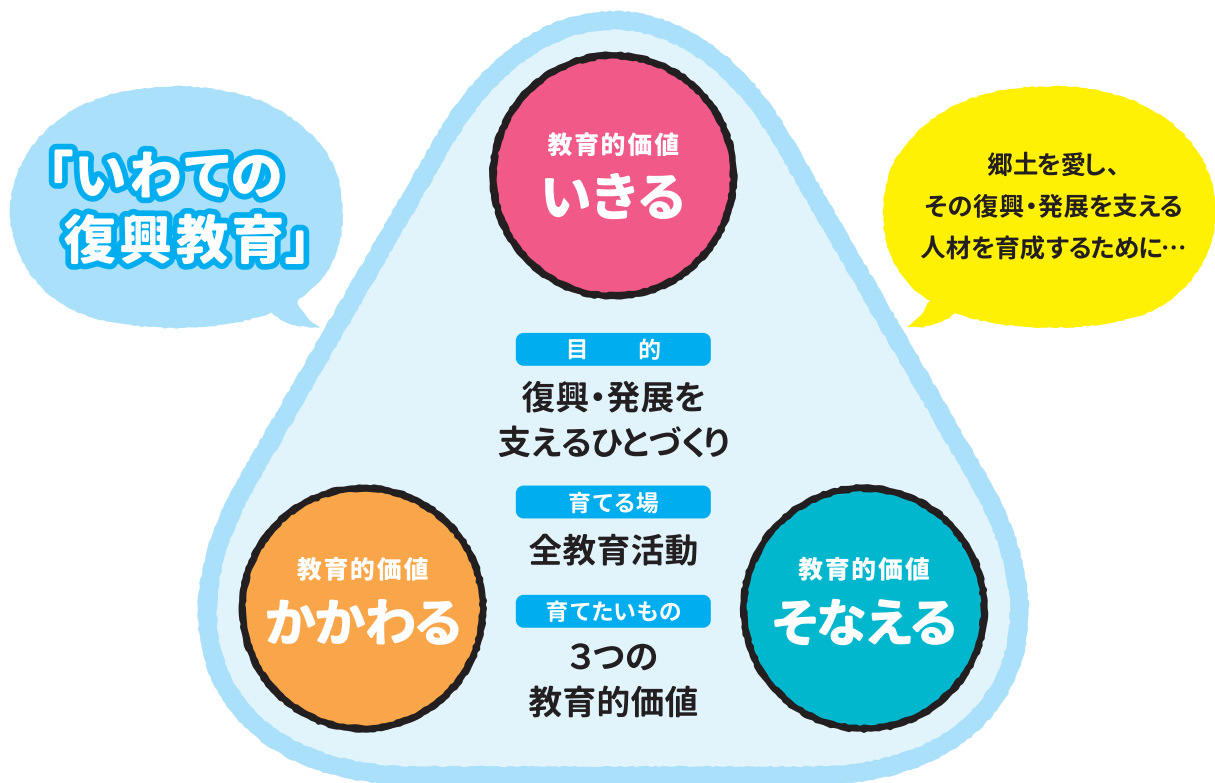 「いわての
復興教育」
郷土を愛し、
その復興・発展を支える
人材を育成するために…
教育的価値
いきる
目　的
復興・発展を
支えるひとづくり
育てる場
全教育活動
育てたいもの
3つの
教育的価値
教育的価値
かかわる
教育的価値
そなえる